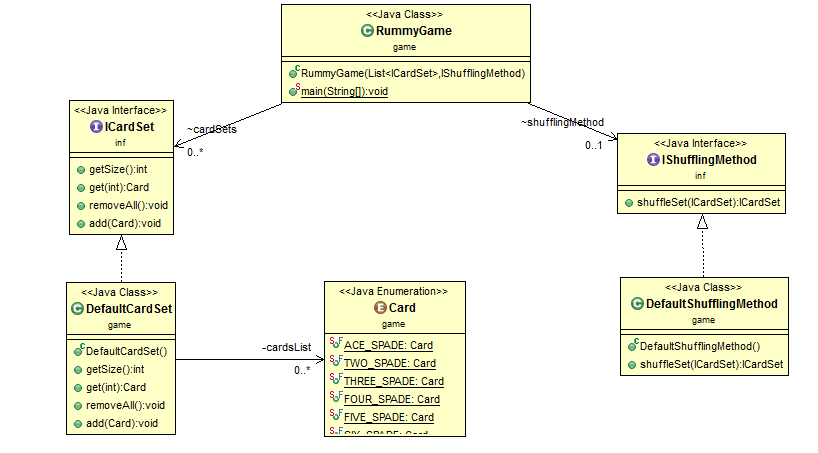 <<Java Class>>
RummyGame
game
RummyGame(List<ICardSet>,IShufflingMethod)
main(String[]):void
~cardSets
0..*
~shufflingMethod
0..1
<<Java Interface>>
ICardSet
inf
getSize():int
get(int):Card
removeAll():void
add(Card):void
<<Java Interface>>
IShufflingMethod
inf
shuffleSet(ICardSet):ICardSet
<<Java Class>>
DefaultCardSet
game
DefaultCardSet()
getSize():int
get(int):Card
removeAll():void
add(Card):void
-cardsList
0..*
<<Java Enumeration>>
Card
game
ACE_SPADE: Card
TWO_SPADE: Card
THREE_SPADE: Card
FOUR_SPADE: Card
FIVE_SPADE: Card
SIX_SPADE: Card
<<Java Class>>
DefaultShufflingMethod
game
DefaultShufflingMethod()
shuffleSet(ICardSet):ICardSet